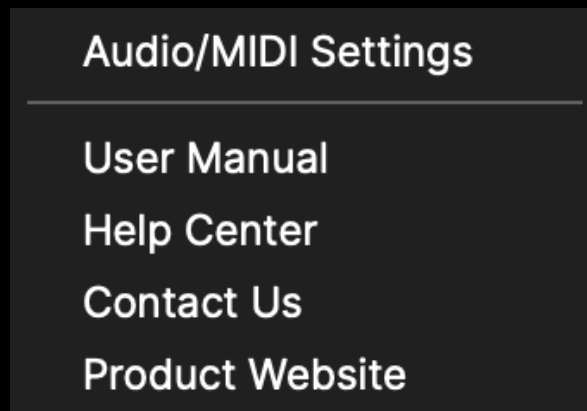 Audio/MIDI Settings
User Manual
Help Center
Contact Us
Product Website